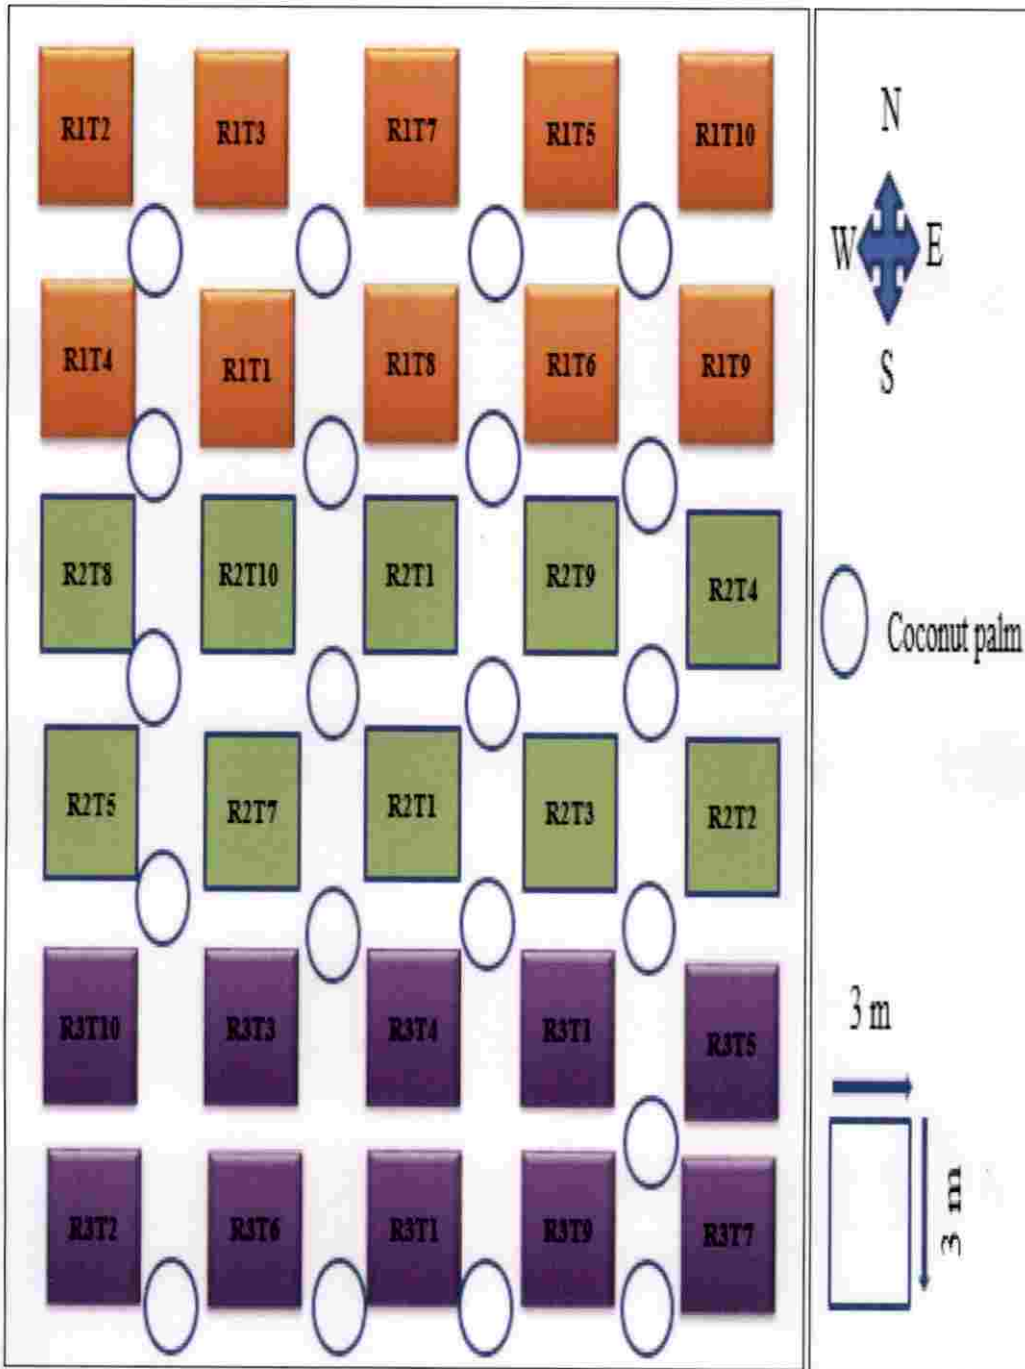 R1T2 R1T3 R1T7 R1T5 R1T10
R1T4 R1T1 R1T8 R1T6 R1T9
R2T8 R2T10 R2T1 R2T9 R2T4
R2T5 R2T7 R2T1 R2T3 R2T2
R3T10 R3T3 R3T4 R3T1 R3T5
R3T2 R3T6 R3T1 R3T9 R3T7
N
W E
S
Coconut palm
3 m
3 m